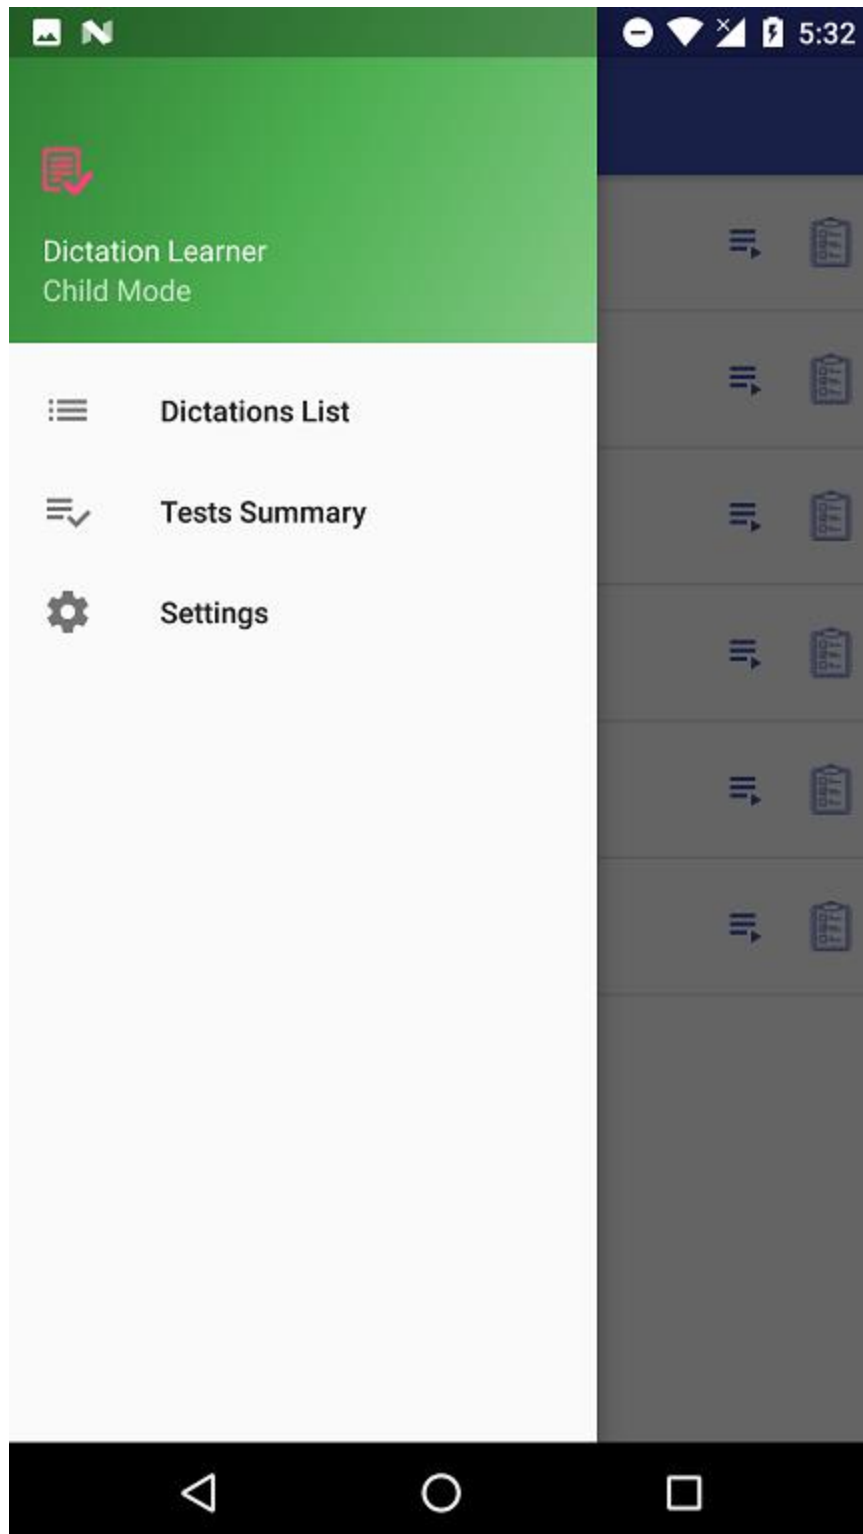 5:32
Dictation Learner
Child Mode
Dictations List
Tests Summary
Settings